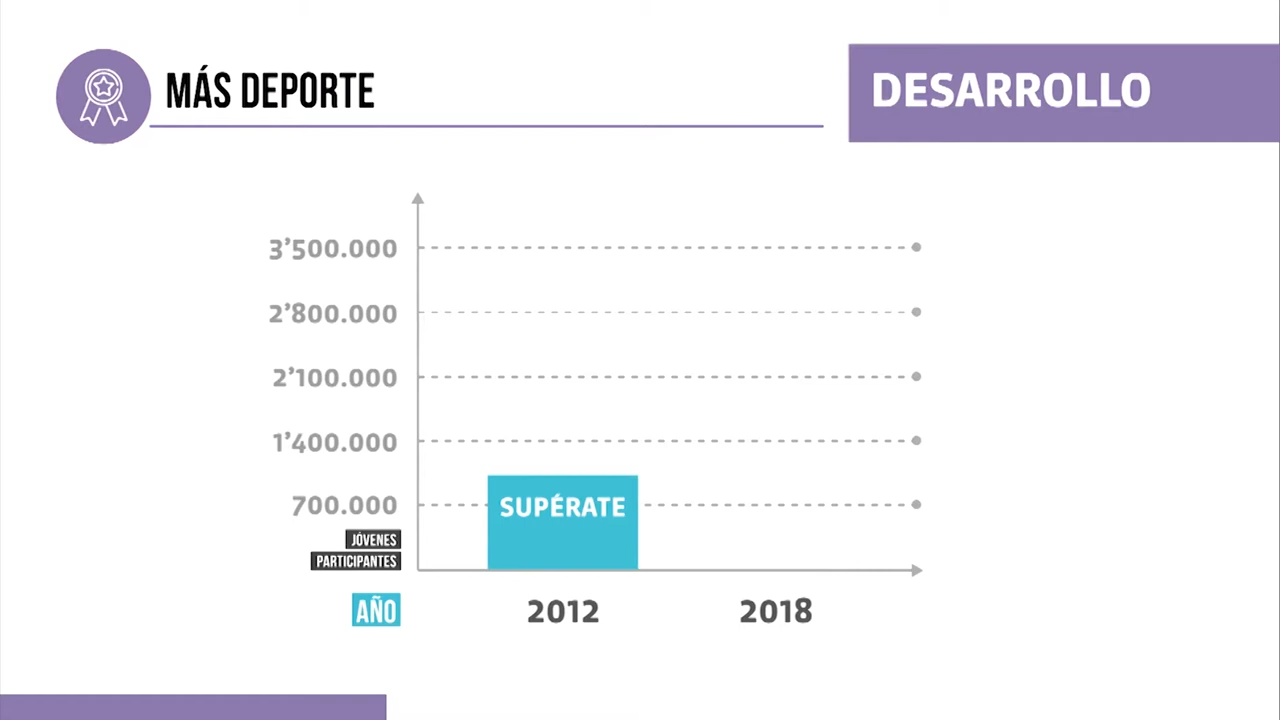 MÁS DEPORTE
DESARROLLO
3’500.000
2’800.000
2’100.000
1’400.000
700.000
SUPÉRATE
JÓVENES
PARTICIPANTES
AÑO
2012
2018